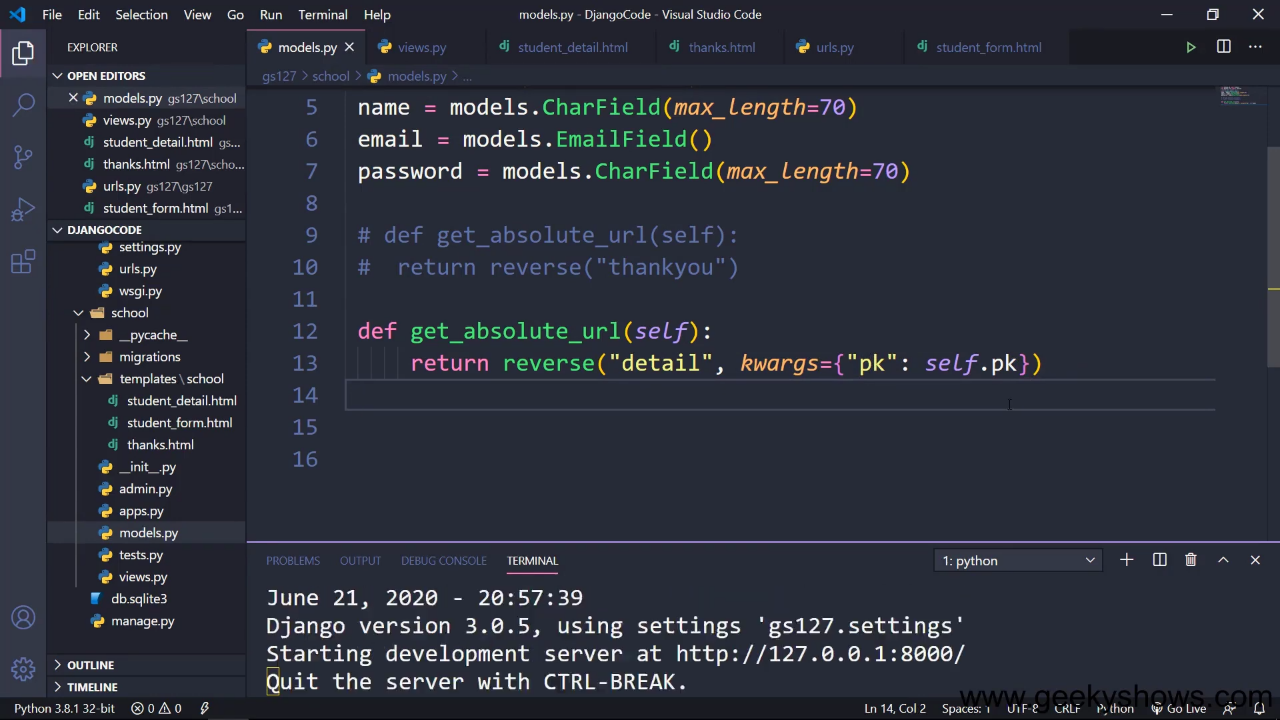 File Edit Selection View Go Run Terminal Help models.py - DjangoCode - Visual Studio Code
EXPLORER
OPEN EDITORS
models.py gs127\school
views.py gs127\school
student_detail.html gs...
thanks.html gs127\scho...
urls.py gs127\gs127
student_form.html gs1...
DJANGOCODE
settings.py
urls.py
wsgi.py
school
__pycache__
migrations
templates \ school
student_detail.html
student_form.html
thanks.html
__init__.py
admin.py
apps.py
models.py
tests.py
views.py
db.sqlite3
manage.py
OUTLINE
TIMELINE
models.py views.py student_detail.html thanks.html urls.py student_form.html
gs127 > school > models.py > ...
5 name = models.CharField(max_length=70)
6 email = models.EmailField()
7 password = models.CharField(max_length=70)
8
9 # def get_absolute_url(self):
10 #  return reverse("thankyou")
11
12 def get_absolute_url(self):
13 return reverse("detail", kwargs={"pk": self.pk})
14
15
16
PROBLEMS OUTPUT DEBUG CONSOLE TERMINAL 1: python
June 21, 2020 - 20:57:39
Django version 3.0.5, using settings 'gs127.settings'
Starting development server at http://127.0.0.1:8000/
Quit the server with CTRL-BREAK.
www.geekyshows.com
Python 3.8.1 32-bit 0 0 Ln 14, Col 2 Spaces: 1 UTF-8 CRLF Python Go Live